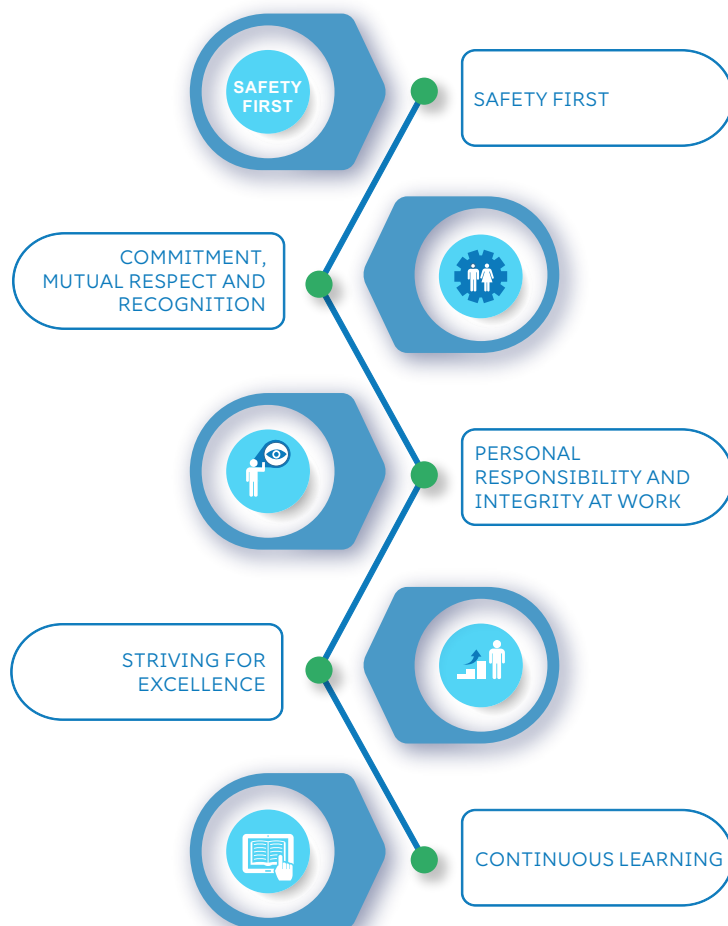 SAFETY
FIRST
SAFETY FIRST
COMMITMENT,
MUTUAL RESPECT AND
RECOGNITION
PERSONAL
RESPONSIBILITY AND
INTEGRITY AT WORK
STRIVING FOR
EXCELLENCE
CONTINUOUS LEARNING